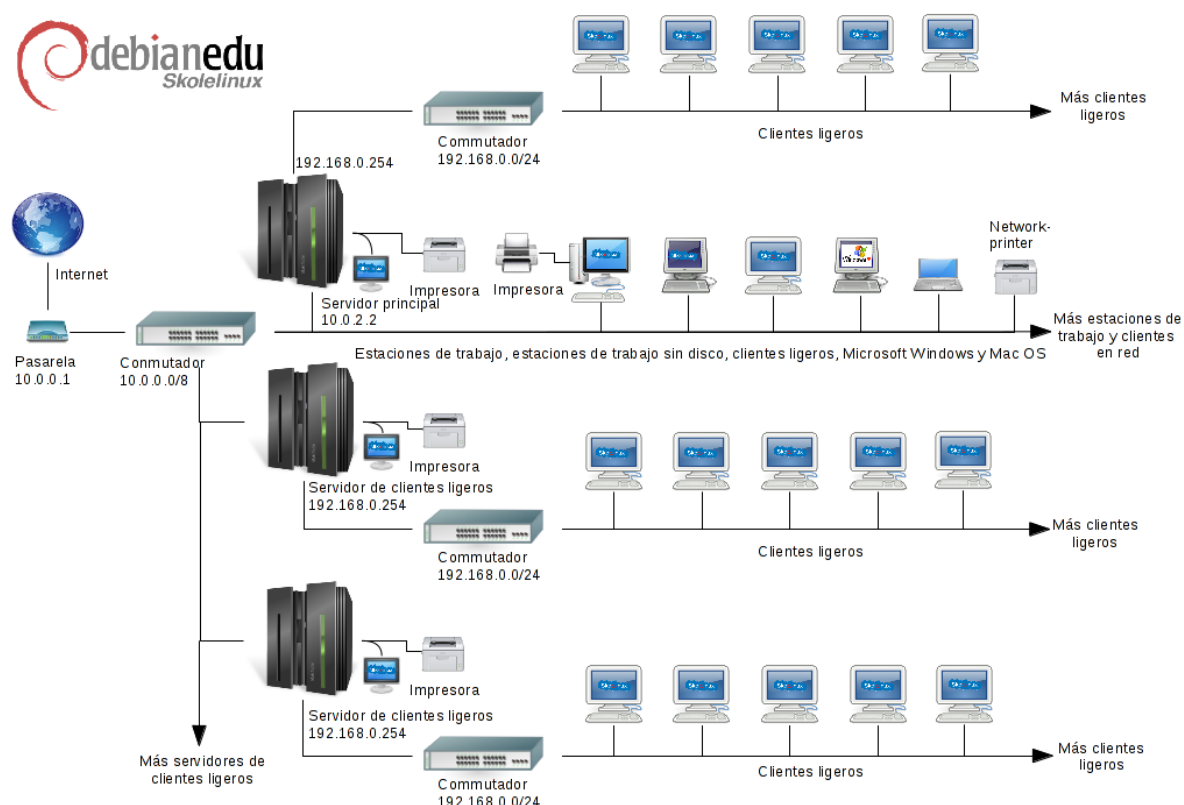 debianedu
Skolelinux
Más clientes
ligeros
Clientes ligeros
Commutador
192.168.0.0/24
192.168.0.254
Internet
Impresora
Impresora
Network-
printer
Servidor principal
10.0.2.2
Más estaciones de
trabajo y clientes
en red
Estaciones de trabajo, estaciones de trabajo sin disco, clientes ligeros, Microsoft Windows y Mac OS
Pasarela
10.0.0.1
Commutador
10.0.0.0/8
Impresora
Servidor de clientes ligeros
192.168.0.254
Más clientes
ligeros
Clientes ligeros
Commutador
192.168.0.0/24
Impresora
Servidor de clientes ligeros
192.168.0.254
Más clientes
ligeros
Clientes ligeros
Más servidores de
clientes ligeros
Commutador
192.168.0.0/24